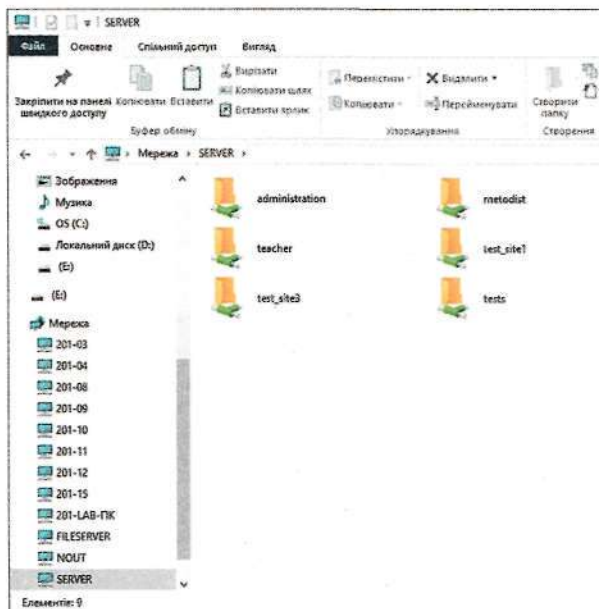 SERVER
Файл Основне Спільний доступ Вигляд
Закріпити на панелі швидкого доступу
Копіювати
Вставити
Вирізати
Копіювати шлях
Вставити ярлик
Буфер обміну
Перемістити
Копіювати
Видалити
Перейменувати
Упорядкування
Створити папку
Створення
Мережа > SERVER >
Зображення
Музика
OS (C:)
Локальний диск (D:)
(E:)
(E:)
Мережа
201-03
201-04
201-08
201-09
201-10
201-11
201-12
201-15
201-LAB-ПК
FILESERVER
NOUT
SERVER
administration
metodist
teacher
test_site1
test_site3
tests
Елементів: 9